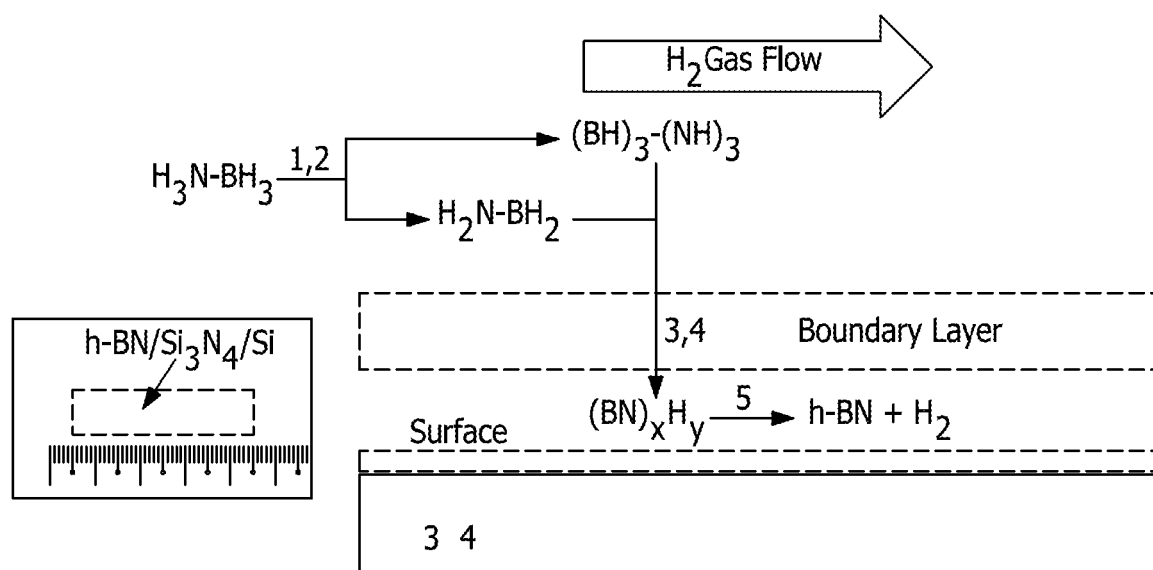 H₂ Gas Flow
H₃N-BH₃
1,2
(BH)₃-(NH)₃
H₂N-BH₂
3,4
Boundary Layer
h-BN/Si₃N₄/Si
(BN)ₓHᵧ
5
h-BN + H₂
Surface
3 4